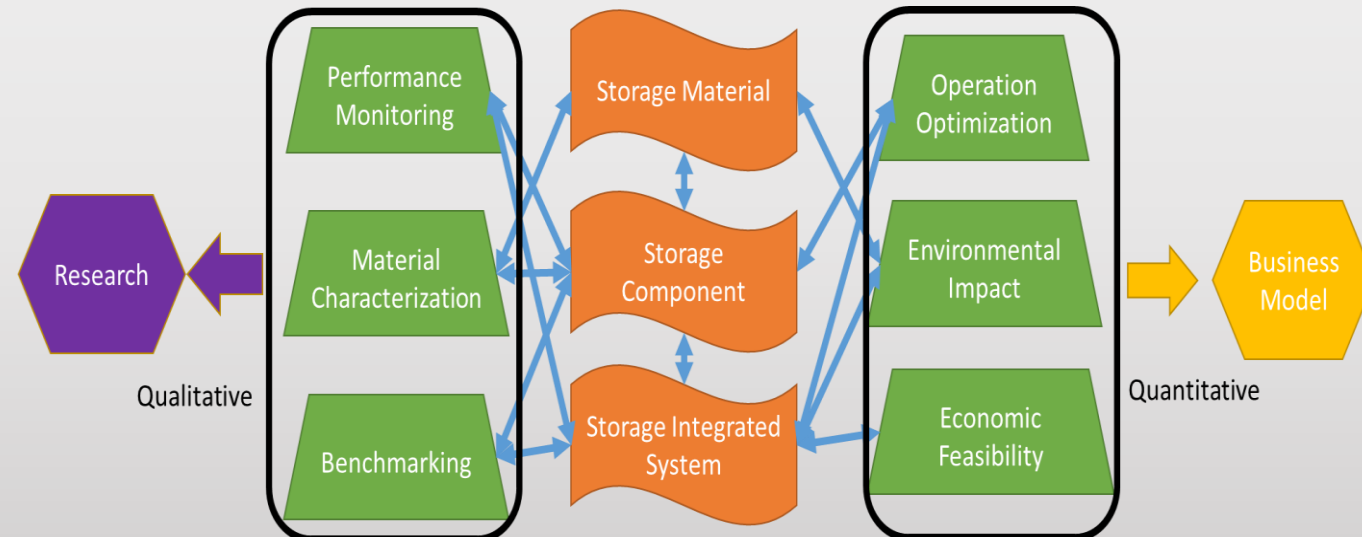 Performance
Monitoring
Storage Material
Operation
Optimization
Research
Material
Characterization
Storage
Component
Environmental
Impact
Business
Model
Qualitative
Quantitative
Benchmarking
Storage Integrated
System
Economic
Feasibility